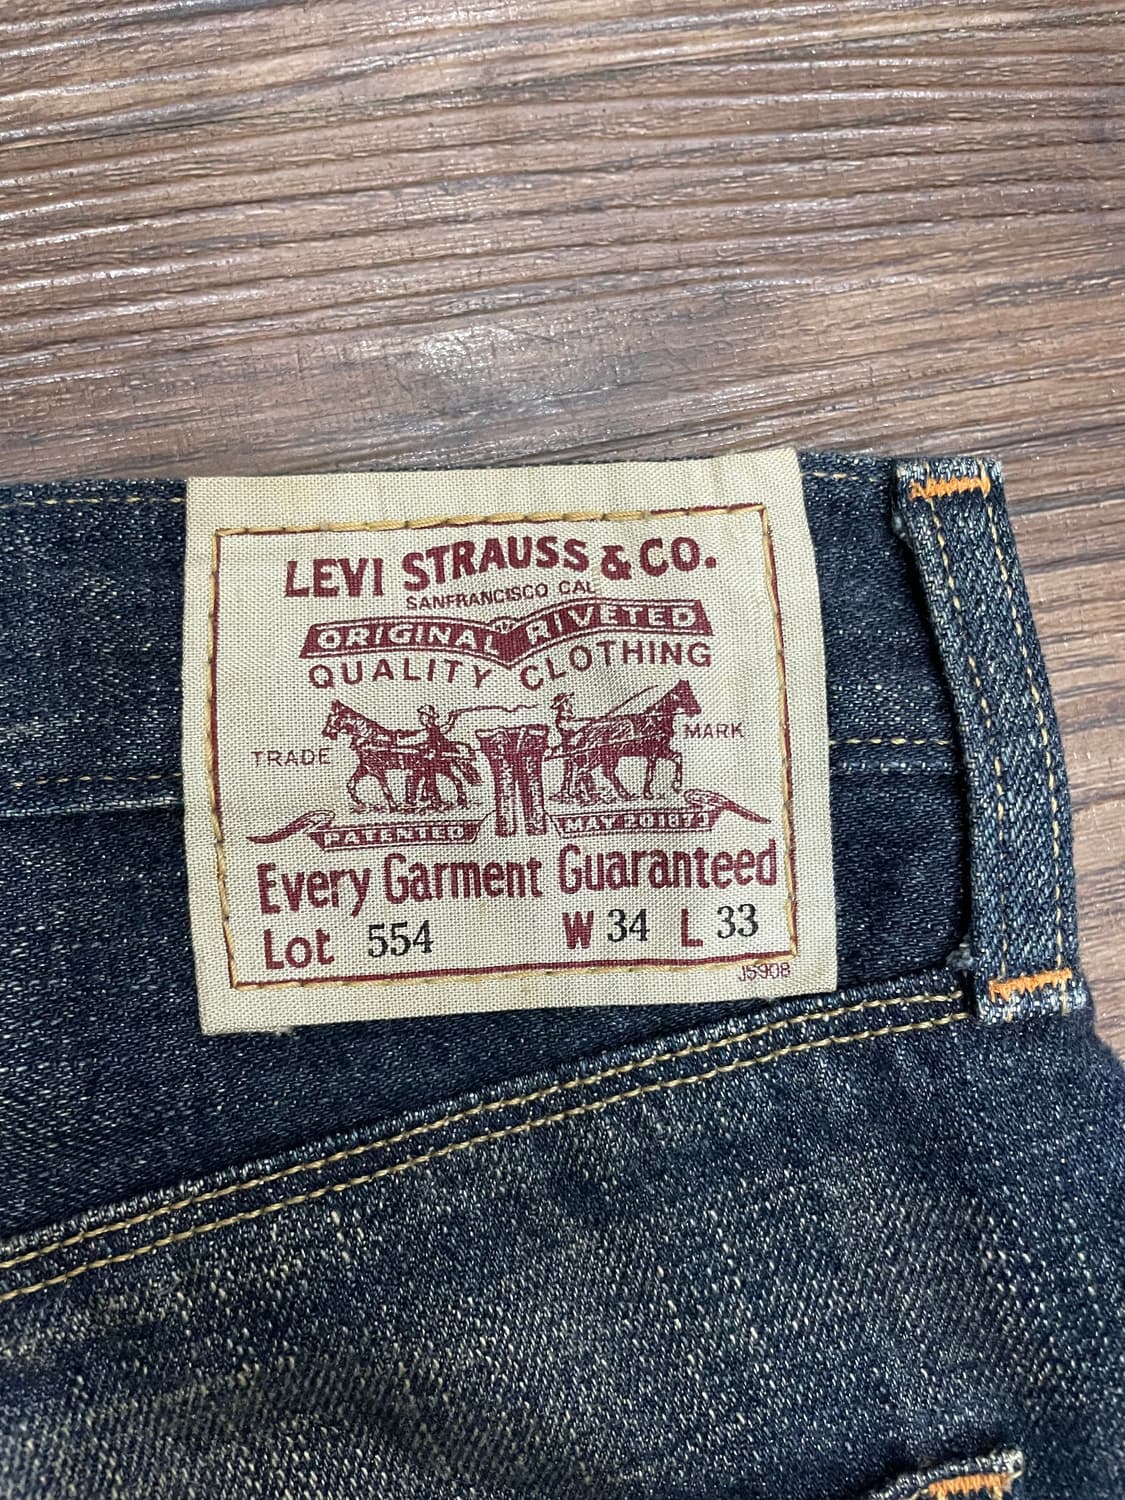 LEVI STRAUSS & CO.
SANFRANCISCO CAL
ORIGINAL RIVETED
QUALITY CLOTHING
TRADE MARK
PATENTED MAY 20 1873
Every Garment Guaranteed
Lot 554 W 34 L 33
J5908